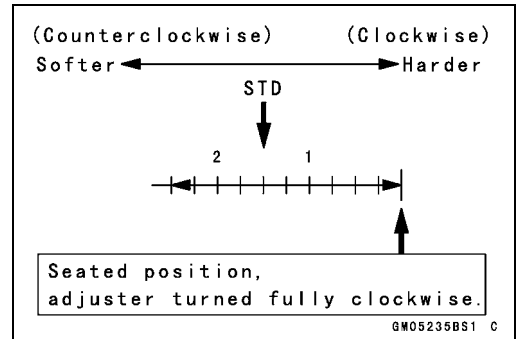 (Counterclockwise) (Clockwise)
Softer Harder
STD
2 1
Seated position,
adjuster turned fully clockwise.
GM05235BS1 C